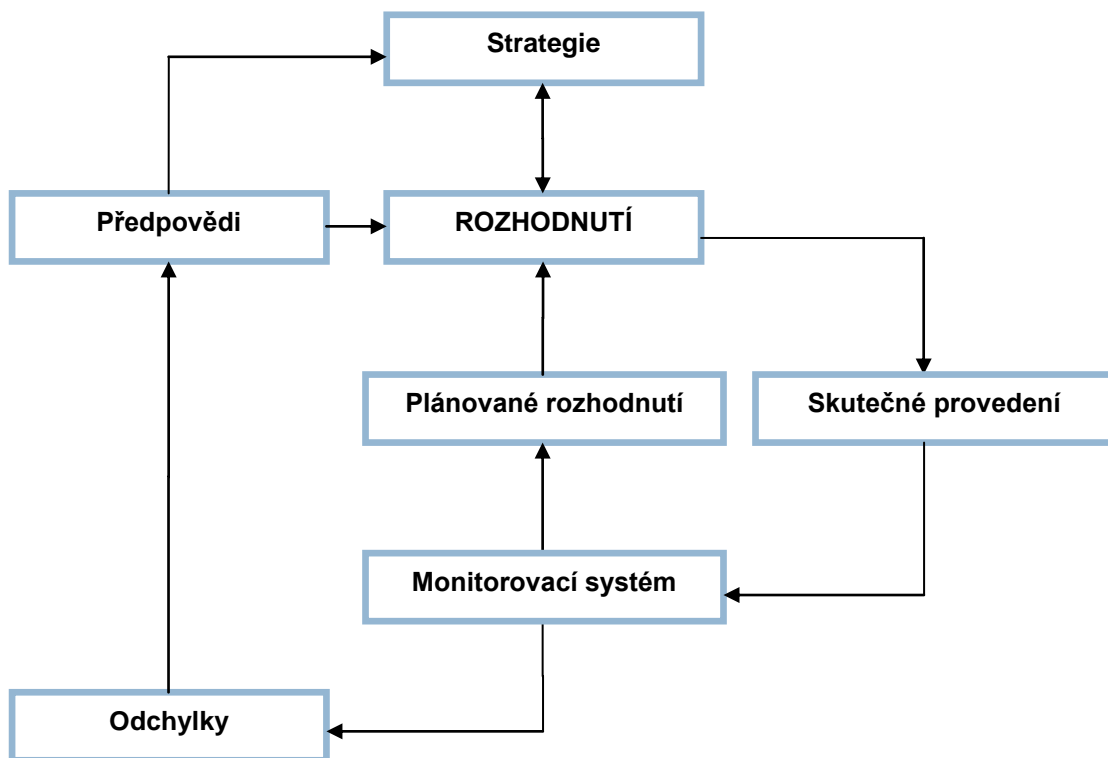 Strategie
Předpovědi
ROZHODNUTÍ
Plánované rozhodnutí
Skutečné provedení
Monitorovací systém
Odchylky